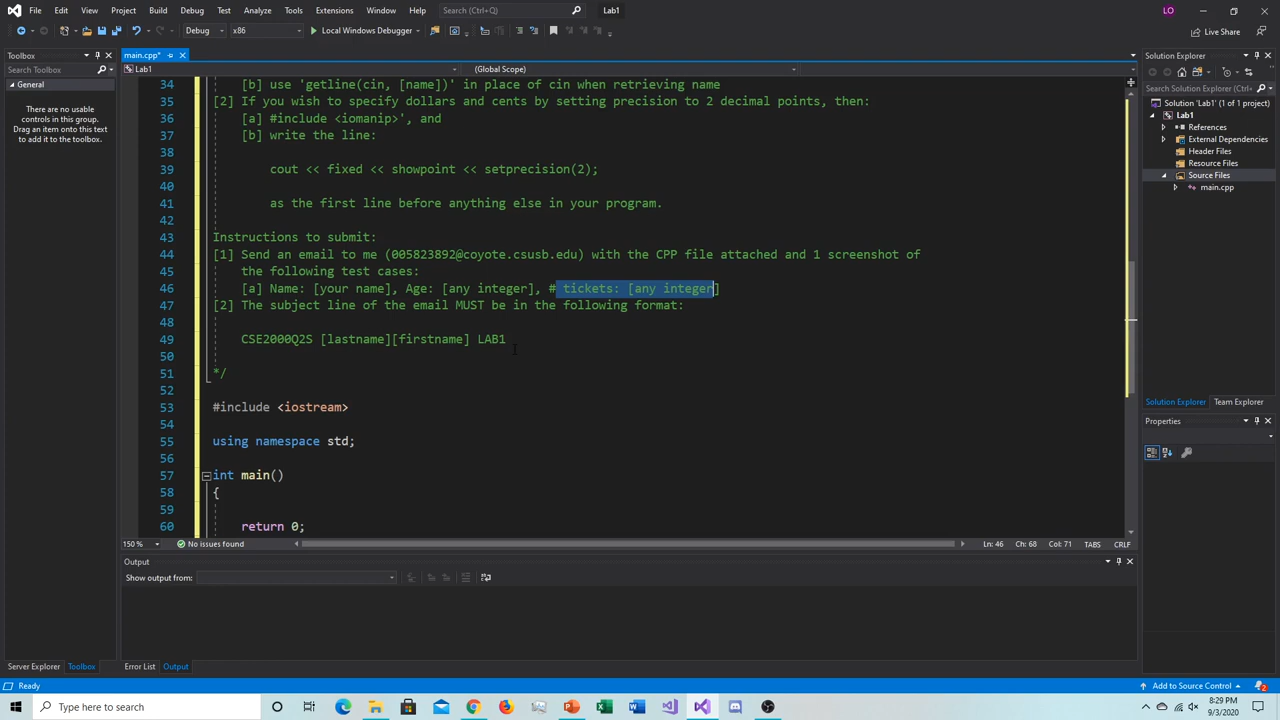 File Edit View Project Build Debug Test Analyze Tools Extensions Window Help Search (Ctrl+Q) Lab1 LO
Debug x86 Local Windows Debugger Live Share
Toolbox
Search Toolbox
General
There are no usable
controls in this group.
Drag an item onto this text
to add it to the toolbox.
main.cpp*
Lab1 (Global Scope)
34 [b] use 'getline(cin, [name])' in place of cin when retrieving name
35 [2] If you wish to specify dollars and cents by setting precision to 2 decimal points, then:
36 [a] #include <iomanip>', and
37 [b] write the line:
38
39 cout << fixed << showpoint << setprecision(2);
40
41 as the first line before anything else in your program.
42
43 Instructions to submit:
44 [1] Send an email to me (005823892@coyote.csusb.edu) with the CPP file attached and 1 screenshot of
45 the following test cases:
46 [a] Name: [your name], Age: [any integer], # tickets: [any integer]
47 [2] The subject line of the email MUST be in the following format:
48
49 CSE2000Q2S [lastname][firstname] LAB1
50
51 */
52
53 #include <iostream>
54
55 using namespace std;
56
57 int main()
58 {
59
60 return 0;
150 % No issues found Ln: 46 Ch: 68 Col: 71 TABS CRLF
Output
Show output from:
Solution Explorer
Search Solution Explorer (Ctrl+
Solution 'Lab1' (1 of 1 project)
Lab1
References
External Dependencies
Header Files
Resource Files
Source Files
main.cpp
Solution Explorer Team Explorer
Properties
Server Explorer Toolbox Error List Output
Ready Add to Source Control 2
Type here to search
8:29 PM
9/3/2020